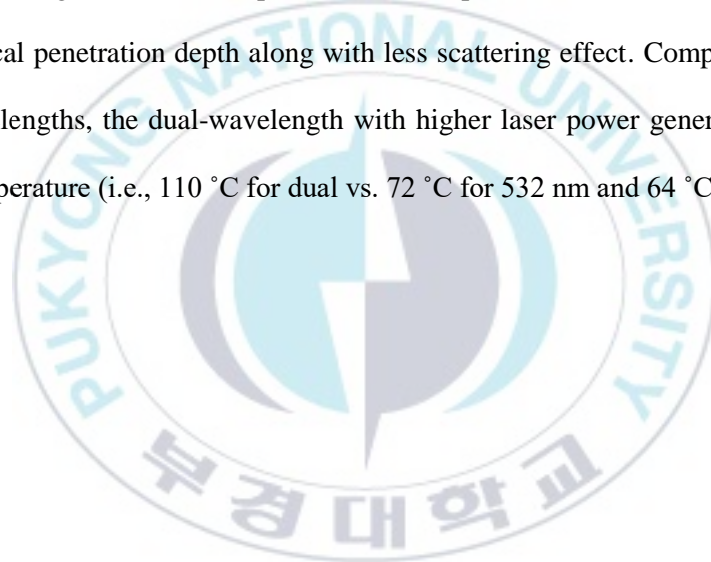 cal penetration depth along with less scattering effect. Comp
lengths, the dual-wavelength with higher laser power gener
perature (i.e., 110 ˚C for dual vs. 72 ˚C for 532 nm and 64 ˚C
PUKYONG NATIONAL UNIVERSITY
부경대학교